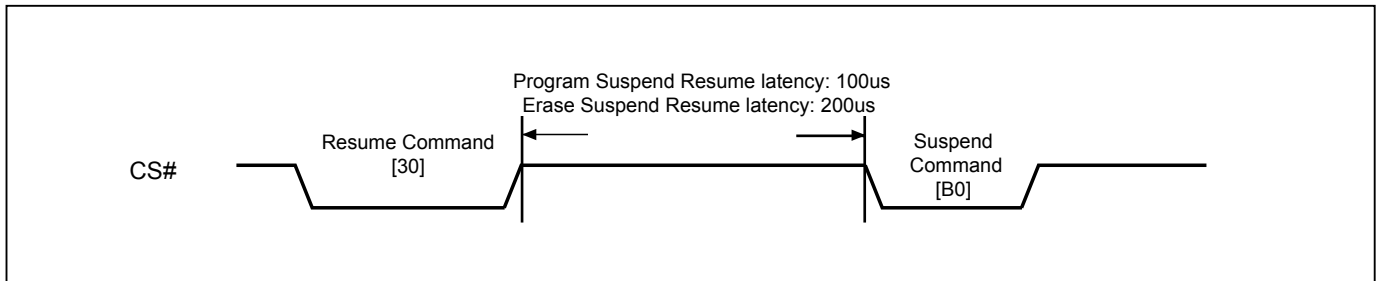 Program Suspend Resume latency: 100us
Erase Suspend Resume latency: 200us
Resume Command
[30]
Suspend
Command
[B0]
CS#